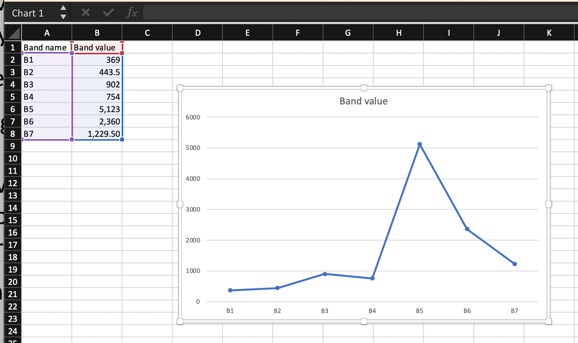 Chart 1 fx
A B C D E F G H I J K
1 Band name Band value
2 B1 369
3 B2 443.5
4 B3 902
5 B4 754
6 B5 5,123
7 B6 2,360
8 B7 1,229.50
9
10
11
12
13
14
15
16
17
18
19
20
21
22
23
24
Band value
6000
5000
4000
3000
2000
1000
0
B1 B2 B3 B4 B5 B6 B7